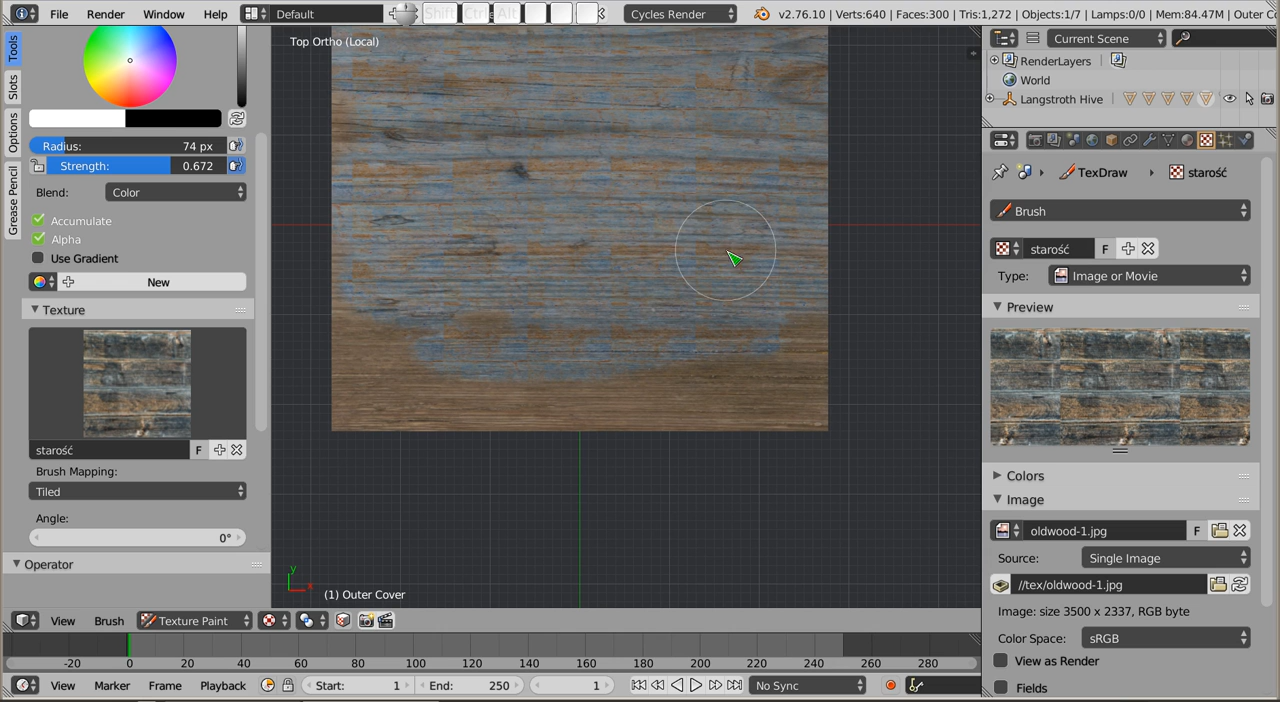 File Render Window Help Default Shift Ctrl Alt Cycles Render v2.76.10 | Verts:640 | Faces:300 | Tris:1,272 | Objects:1/7 | Lamps:0/0 | Mem:84.47M | Outer C
Tools
Slots
Options
Grease Pencil
Radius: 74 px
Strength: 0.672
Blend: Color
Accumulate
Alpha
Use Gradient
New
Texture
starość F
Brush Mapping:
Tiled
Angle:
0°
Operator
Top Ortho (Local)
y
x
(1) Outer Cover
View Brush Texture Paint
-20 0 20 40 60 80 100 120 140 160 180 200 220 240 260 280
View Marker Frame Playback Start: 1 End: 250 1 No Sync
Current Scene
RenderLayers
World
Langstroth Hive
TexDraw starość
Brush
starość F
Type: Image or Movie
Preview
Colors
Image
oldwood-1.jpg F
Source: Single Image
//tex/oldwood-1.jpg
Image: size 3500 x 2337, RGB byte
Color Space: sRGB
View as Render
Fields